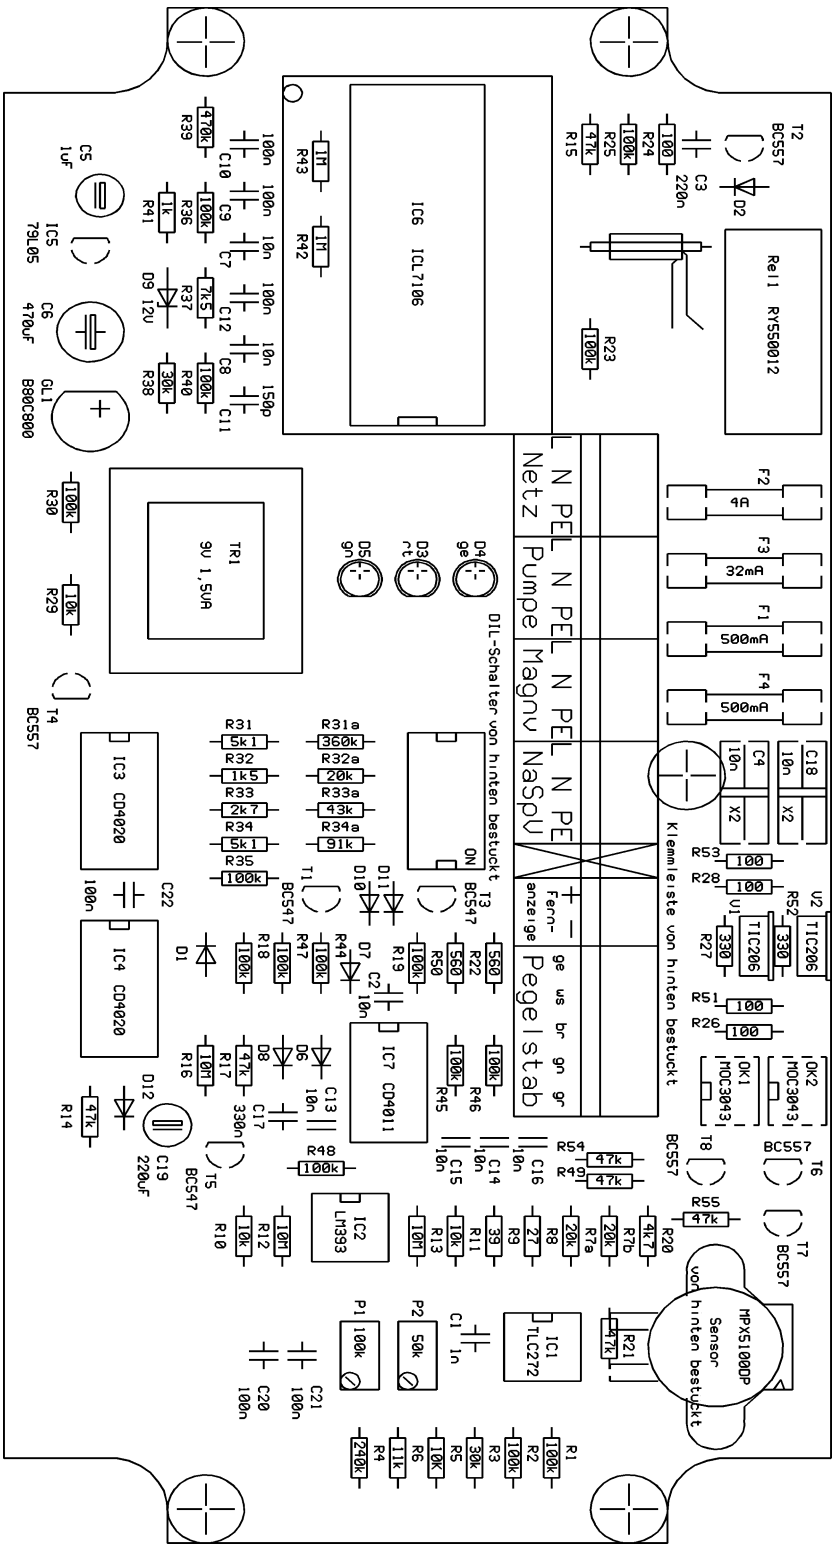 T2
BC557
D2
C3
220n
R24
100
R25
100k
R15
47k
Rel1 RY550012
R23
100k
IC6 ICL7106
R43
1M
R42
1M
R39
470k
C10
100n
C9
100n
C7
10n
C12
100n
C8
10n
C11
150p
R36
100k
R41
1k
R37
7k5
D9 12V
R40
100k
R38
30k
C5
1uF
IC5
79L05
C6
470uF
GL1
B80C800
F2
4A
F3
32mA
F1
500mA
F4
500mA
L N PE
Netz
L N PE
Pumpe
L N PE
Magnv
L N PE
NaSpV
+ −
Fern-
anzeige
ge ws br gn gr
Pegelstab
D4
ge
D3
rt
D5
gn
TR1
9V 1,5VA
R30
100k
R29
10k
T4
BC557
DIL-Schalter von hinten bestuckt
Klemmleiste von hinten bestuckt
ON
R31
5k1
R32
1k5
R33
2k7
R34
5k1
R35
100k
R31a
360k
R32a
20k
R33a
43k
R34a
91k
IC3 CD4020
C22
100n
IC4 CD4020
T1
BC547
D10
D11
T3
BC547
C4
10n
X2
C18
10n
X2
R53
100
R28
100
V1
TIC206
R27
330
V2
TIC206
R52
330
R51
100
R26
100
OK1
MOC3043
OK2
MOC3043
D1
R18
100k
R47
100k
R44
100k
D7
C2
10n
R19
100k
R50
560
R22
560
IC7 CD4011
R45
100k
R46
100k
R16
10M
R17
47k
D8
D6
C13
10n
C17
330n
D12
R14
47k
C19
220uF
T5
BC547
R48
100k
C15
10n
C14
10n
C16
10n
R54
47k
R49
47k
T8
BC557
T6
BC557
R55
47k
T7
BC557
R10
10k
R12
10M
IC2
LM393
R13
10M
R11
10k
R9
39
R8
27
R7a
20k
R7b
20k
R20
4k7
MPX5100DP
Sensor
von hinten bestuckt
R21
47k
IC1
TLC272
C1
1n
P1
100k
P2
50k
C20
100n
C21
100n
R4
240k
R6
11k
R5
10K
R3
30k
R2
100k
R1
100k